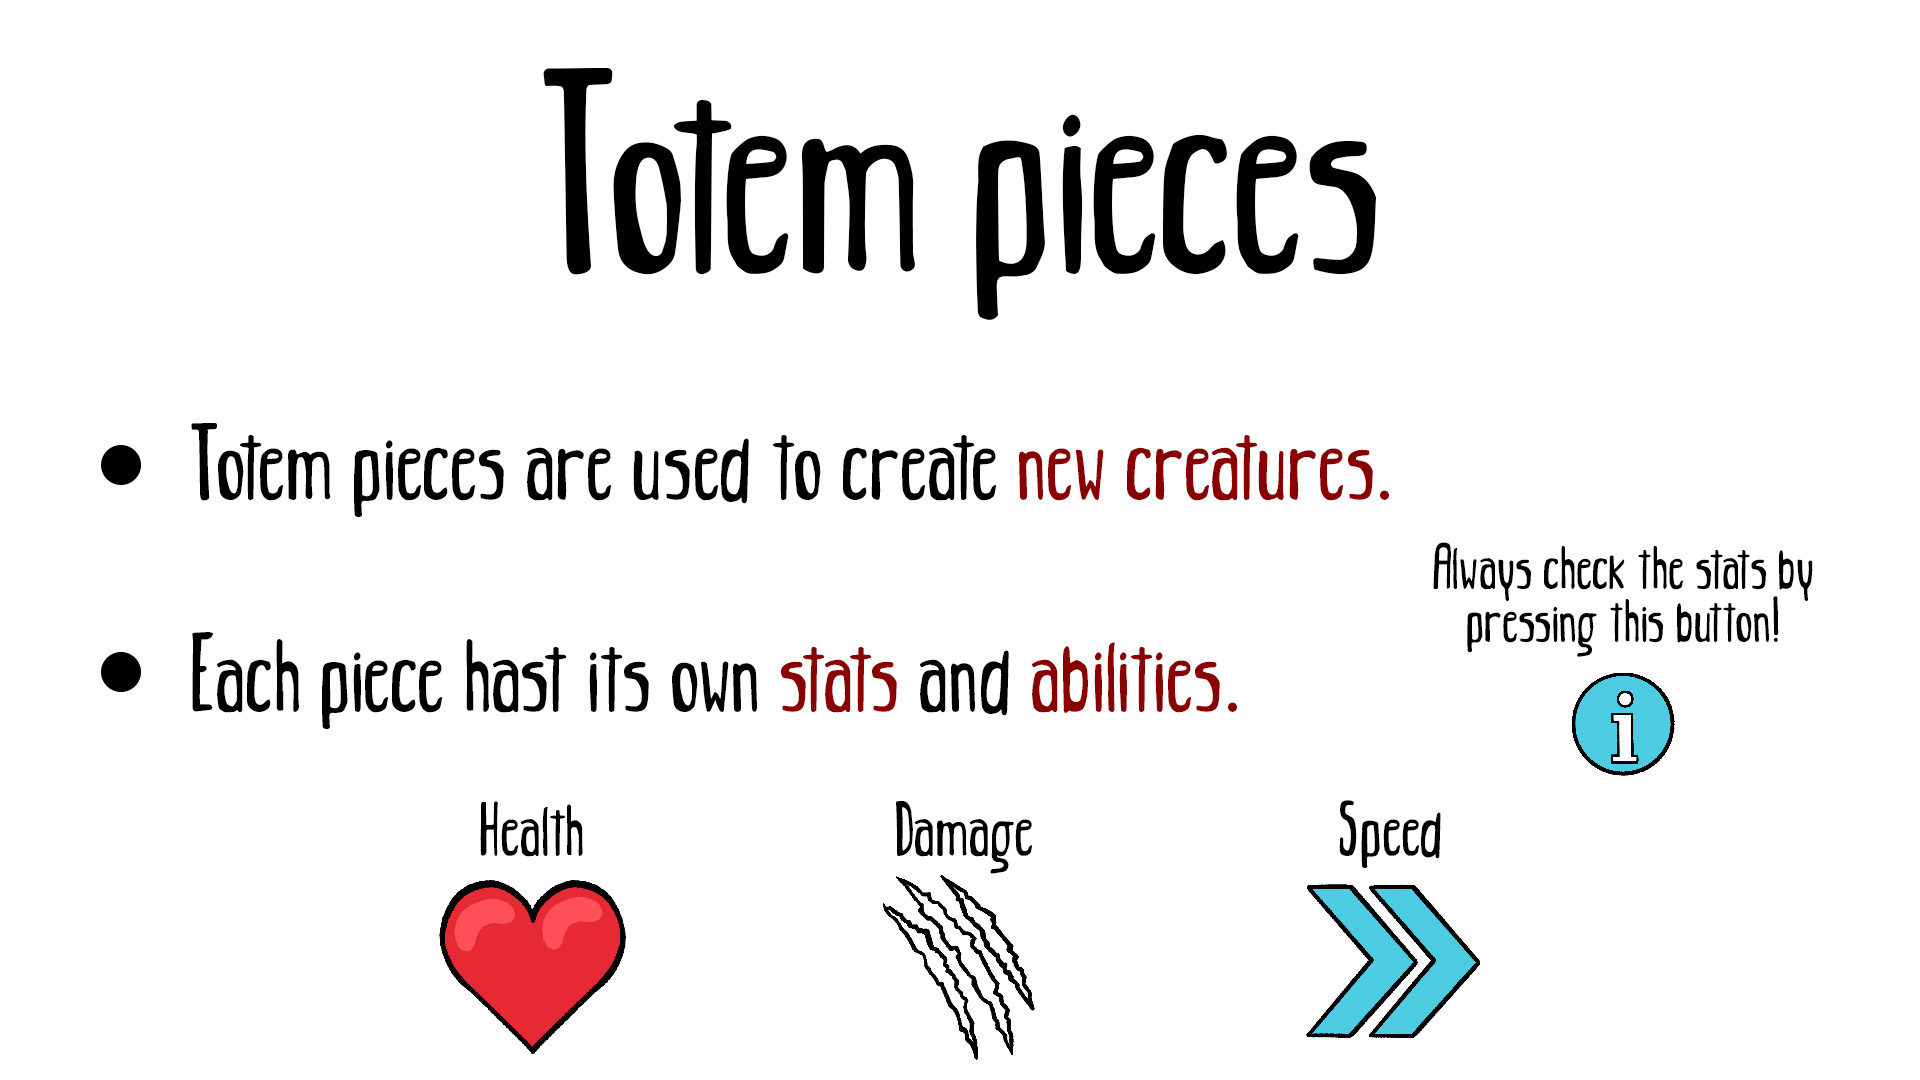 Totem pieces
Totem pieces are used to create new creatures.
Always check the stats by
pressing this button!
Each piece hast its own stats and abilities.
i
Health
Damage
Speed